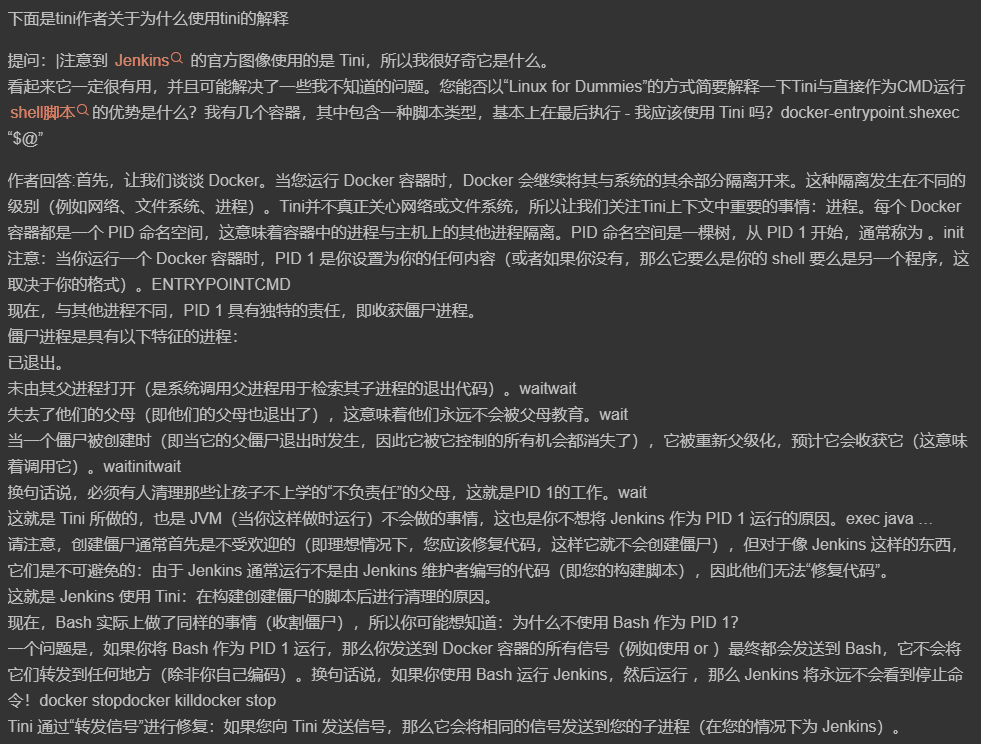 下面是tini作者关于为什么使用tini的解释
提问：|注意到 Jenkins 的官方图像使用的是 Tini，所以我很好奇它是什么。
看起来它一定很有用，并且可能解决了一些我不知道的问题。您能否以“Linux for Dummies”的方式简要解释一下Tini与直接作为CMD运行
shell脚本 的优势是什么？我有几个容器，其中包含一种脚本类型，基本上在最后执行 - 我应该使用 Tini 吗？docker-entrypoint.shexec
“$@”
作者回答:首先，让我们谈谈 Docker。当您运行 Docker 容器时，Docker 会继续将其与系统的其余部分隔离开来。这种隔离发生在不同的
级别（例如网络、文件系统、进程）。Tini并不真正关心网络或文件系统，所以让我们关注Tini上下文中重要的事情：进程。每个 Docker
容器都是一个 PID 命名空间，这意味着容器中的进程与主机上的其他进程隔离。PID 命名空间是一棵树，从 PID 1 开始，通常称为 。init
注意：当你运行一个 Docker 容器时，PID 1 是你设置为你的任何内容（或者如果你没有，那么它要么是你的 shell 要么是另一个程序，这
取决于你的格式）。ENTRYPOINTCMD
现在，与其他进程不同，PID 1 具有独特的责任，即收获僵尸进程。
僵尸进程是具有以下特征的进程：
已退出。
未由其父进程打开（是系统调用父进程用于检索其子进程的退出代码）。waitwait
失去了他们的父母（即他们的父母也退出了），这意味着他们永远不会被父母教育。wait
当一个僵尸被创建时（即当它的父僵尸退出时发生，因此它被它控制的所有机会都消失了），它被重新父级化，预计它会收获它（这意味
着调用它）。waitinitwait
换句话说，必须有人清理那些让孩子不上学的“不负责任”的父母，这就是PID 1的工作。wait
这就是 Tini 所做的，也是 JVM（当你这样做时运行）不会做的事情，这也是你不想将 Jenkins 作为 PID 1 运行的原因。exec java ...
请注意，创建僵尸通常首先是不受欢迎的（即理想情况下，您应该修复代码，这样它就不会创建僵尸），但对于像 Jenkins 这样的东西，
它们是不可避免的：由于 Jenkins 通常运行不是由 Jenkins 维护者编写的代码（即您的构建脚本），因此他们无法“修复代码”。
这就是 Jenkins 使用 Tini：在构建创建僵尸的脚本后进行清理的原因。
现在，Bash 实际上做了同样的事情（收割僵尸），所以你可能想知道：为什么不使用 Bash 作为 PID 1？
一个问题是，如果你将 Bash 作为 PID 1 运行，那么你发送到 Docker 容器的所有信号（例如使用 or ）最终都会发送到 Bash，它不会将
它们转发到任何地方（除非你自己编码）。换句话说，如果你使用 Bash 运行 Jenkins，然后运行 ，那么 Jenkins 将永远不会看到停止命
令！docker stopdocker killdocker stop
Tini 通过“转发信号”进行修复：如果您向 Tini 发送信号，那么它会将相同的信号发送到您的子进程（在您的情况下为 Jenkins）。